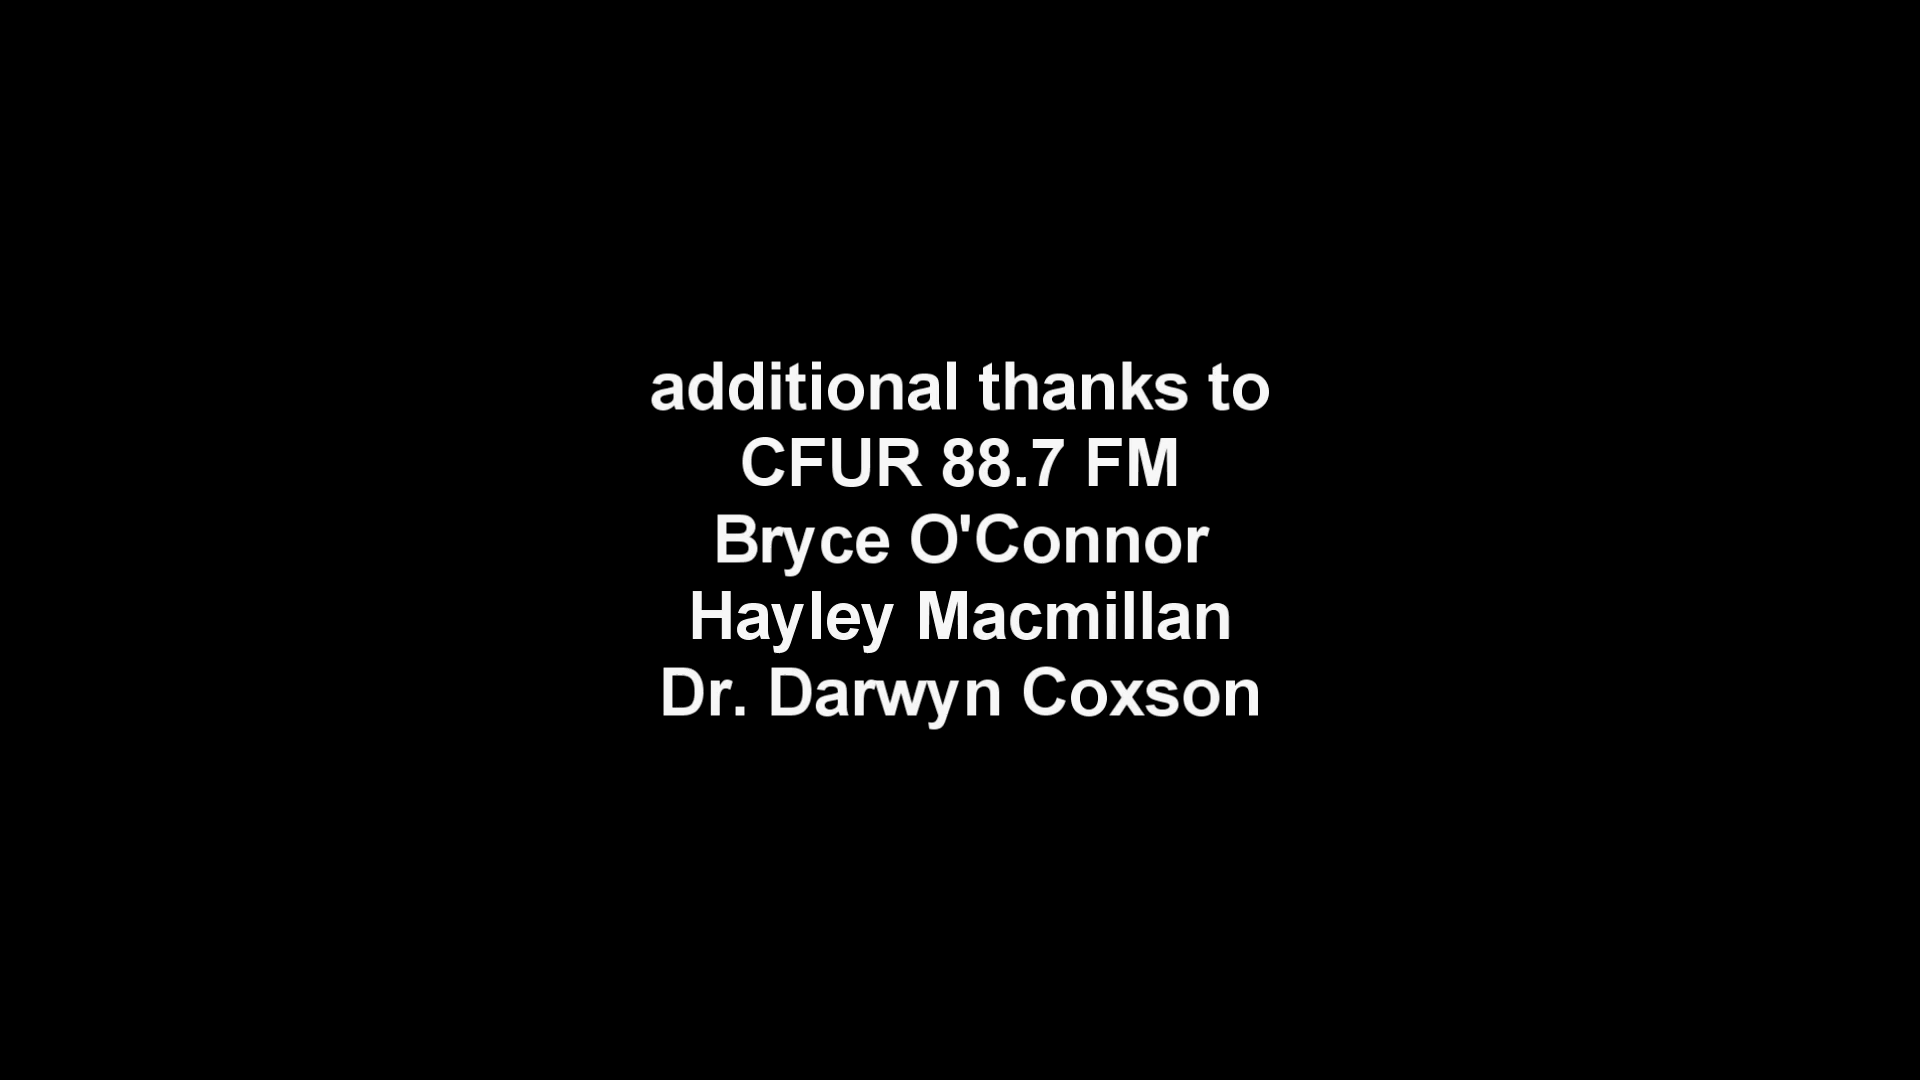 additional thanks to
CFUR 88.7 FM
Bryce O'Connor
Hayley Macmillan
Dr. Darwyn Coxson